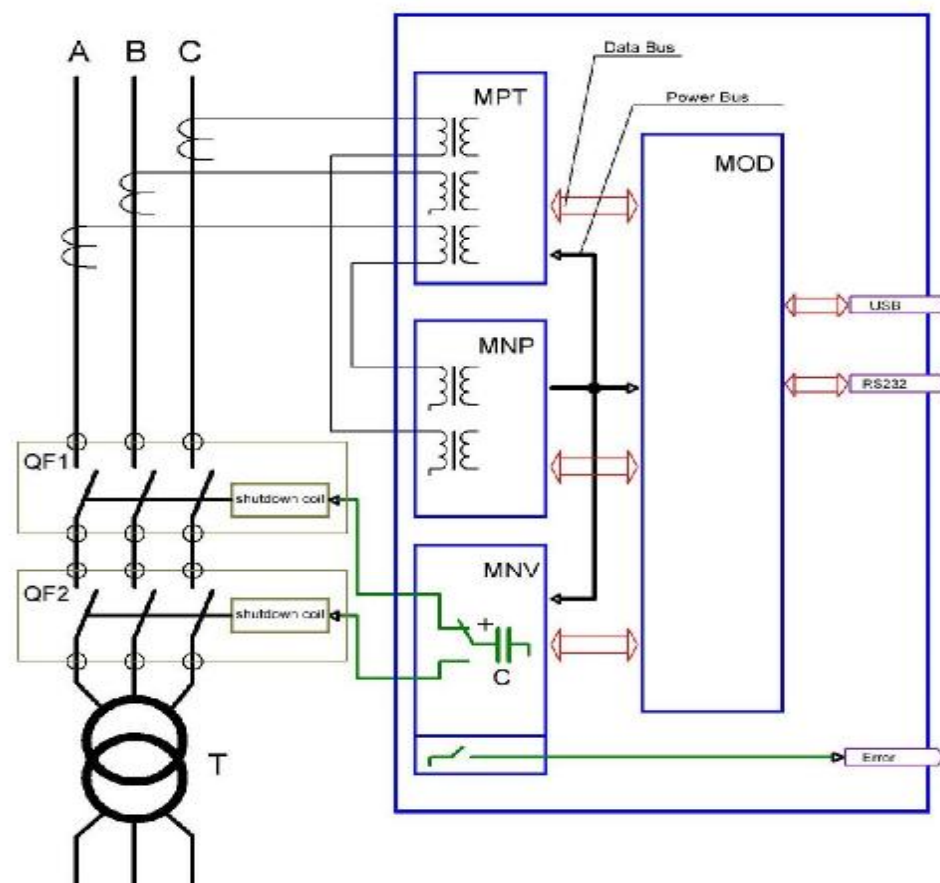 A B C
Data Bus
MPT
Power Bus
MOD
USB
MNP
RS232
QF1
shutdown coil
MNV
QF2
shutdown coil
+
C
T
Error